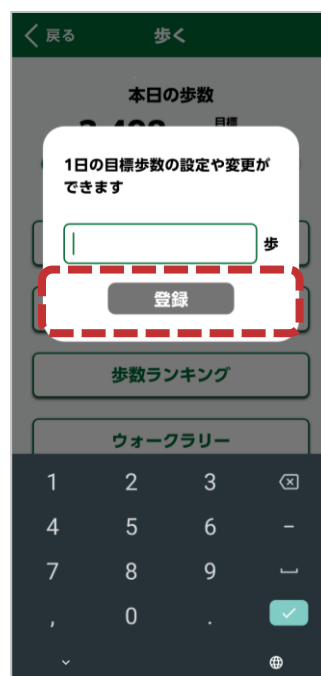 戻る
歩く
本日の歩数
目標
1日の目標歩数の設定や変更が
できます
歩
登録
歩数ランキング
ウォークラリー
1 2 3
4 5 6 −
7 8 9
, 0 .